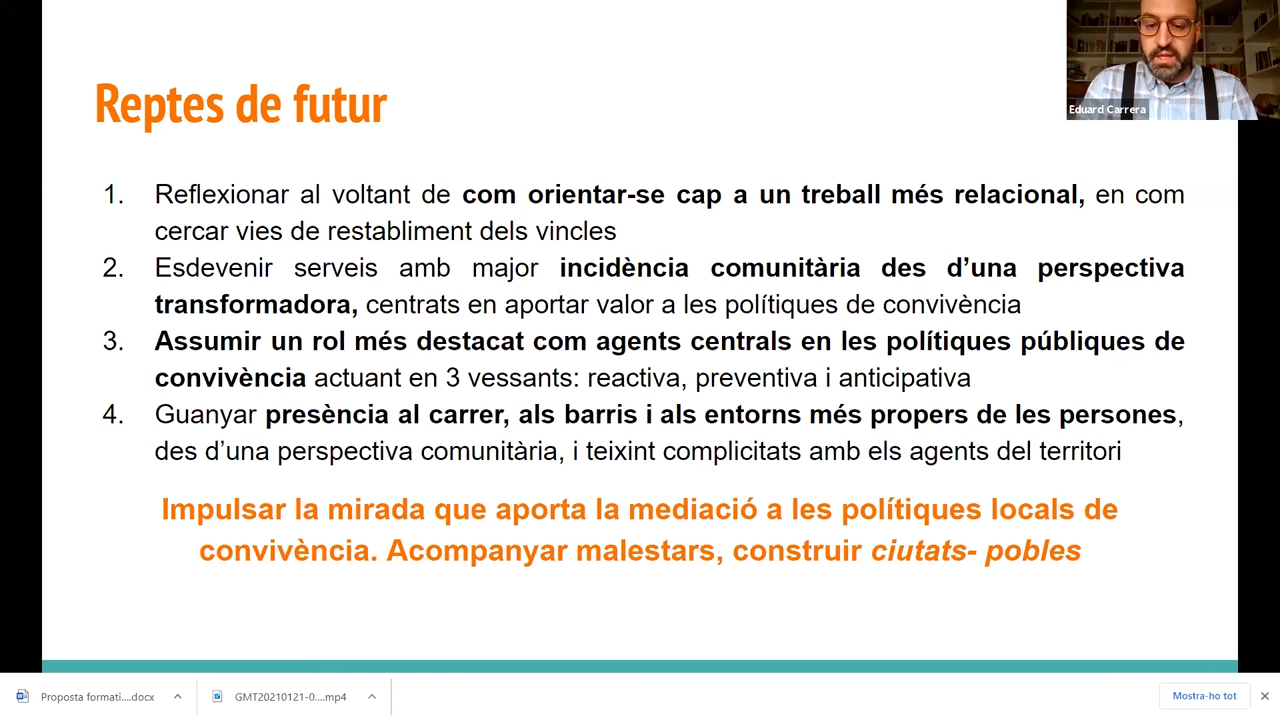 Eduard Carrera
Reptes de futur
1. Reflexionar al voltant de com orientar-se cap a un treball més relacional, en com
cercar vies de restabliment dels vincles
2. Esdevenir serveis amb major incidència comunitària des d’una perspectiva
transformadora, centrats en aportar valor a les polítiques de convivència
3. Assumir un rol més destacat com agents centrals en les polítiques públiques de
convivència actuant en 3 vessants: reactiva, preventiva i anticipativa
4. Guanyar presència al carrer, als barris i als entorns més propers de les persones,
des d’una perspectiva comunitària, i teixint complicitats amb els agents del territori
Impulsar la mirada que aporta la mediació a les polítiques locals de
convivència. Acompanyar malestars, construir ciutats- pobles
Proposta formati....docx
GMT20210121-0....mp4
Mostra-ho tot